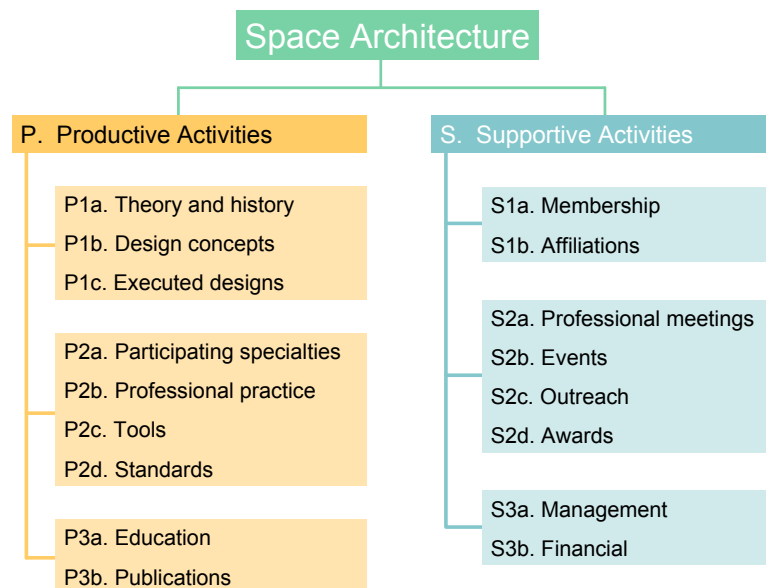 Space Architecture
P. Productive Activities
P1a. Theory and history
P1b. Design concepts
P1c. Executed designs
P2a. Participating specialties
P2b. Professional practice
P2c. Tools
P2d. Standards
P3a. Education
P3b. Publications
S. Supportive Activities
S1a. Membership
S1b. Affiliations
S2a. Professional meetings
S2b. Events
S2c. Outreach
S2d. Awards
S3a. Management
S3b. Financial